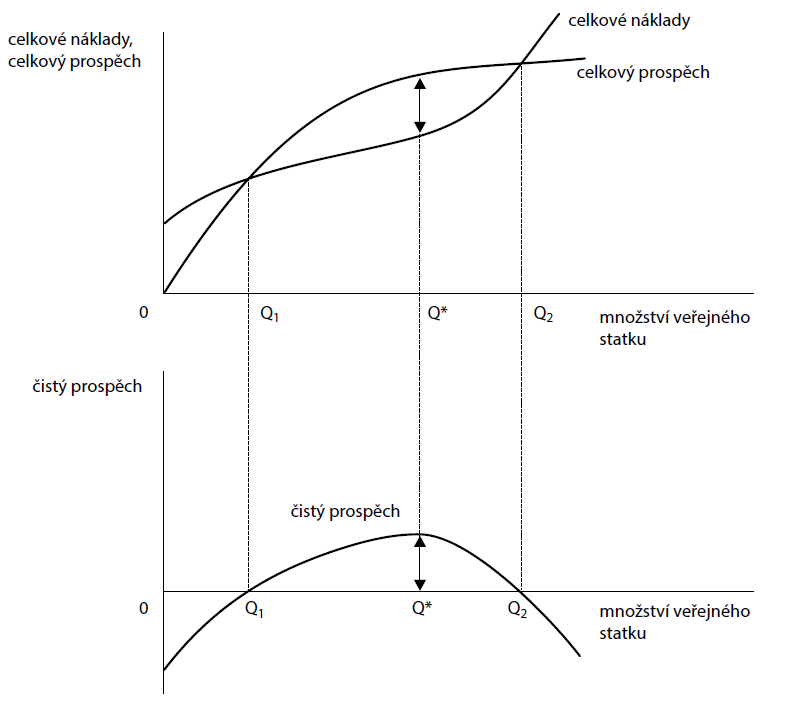 celkové náklady
celkové náklady,
celkový prospěch
celkový prospěch
0
Q1
Q*
Q2
množství veřejného
statku
čistý prospěch
čistý prospěch
0
Q1
Q*
Q2
množství veřejného
statku